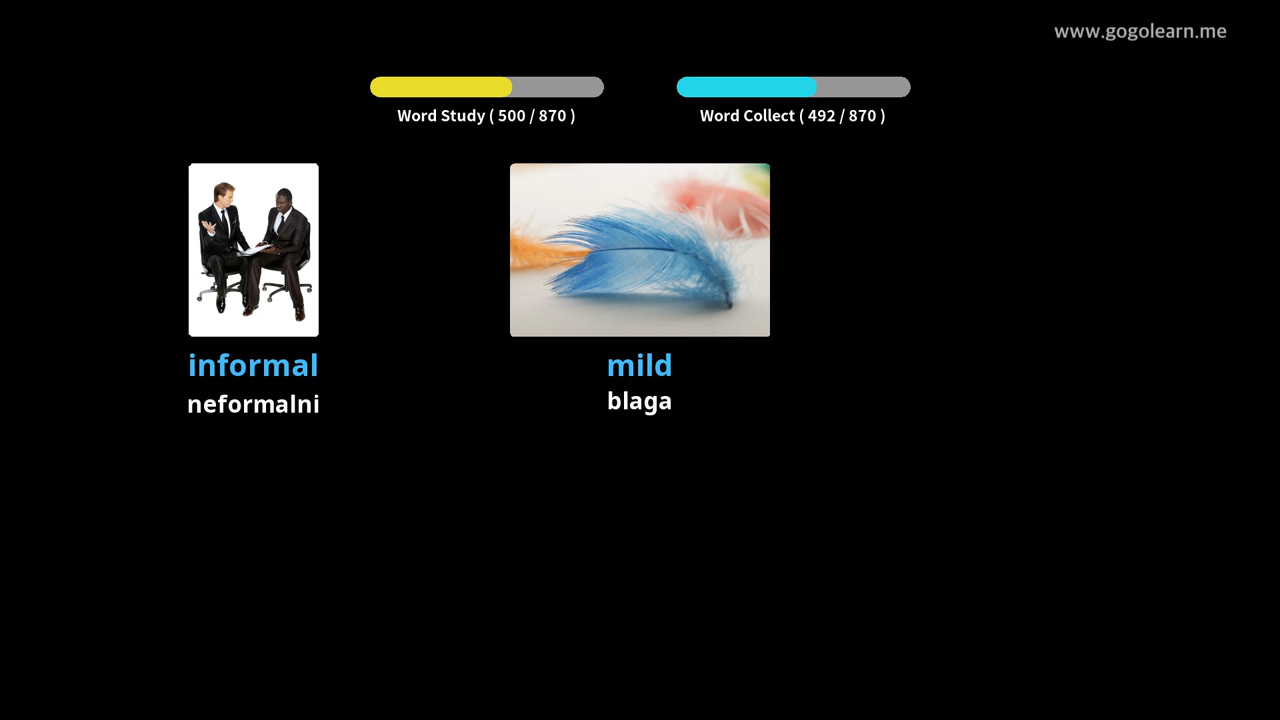 www.gogolearn.me
Word Study ( 500 / 870 )
Word Collect ( 492 / 870 )
informal
neformalni
mild
blaga